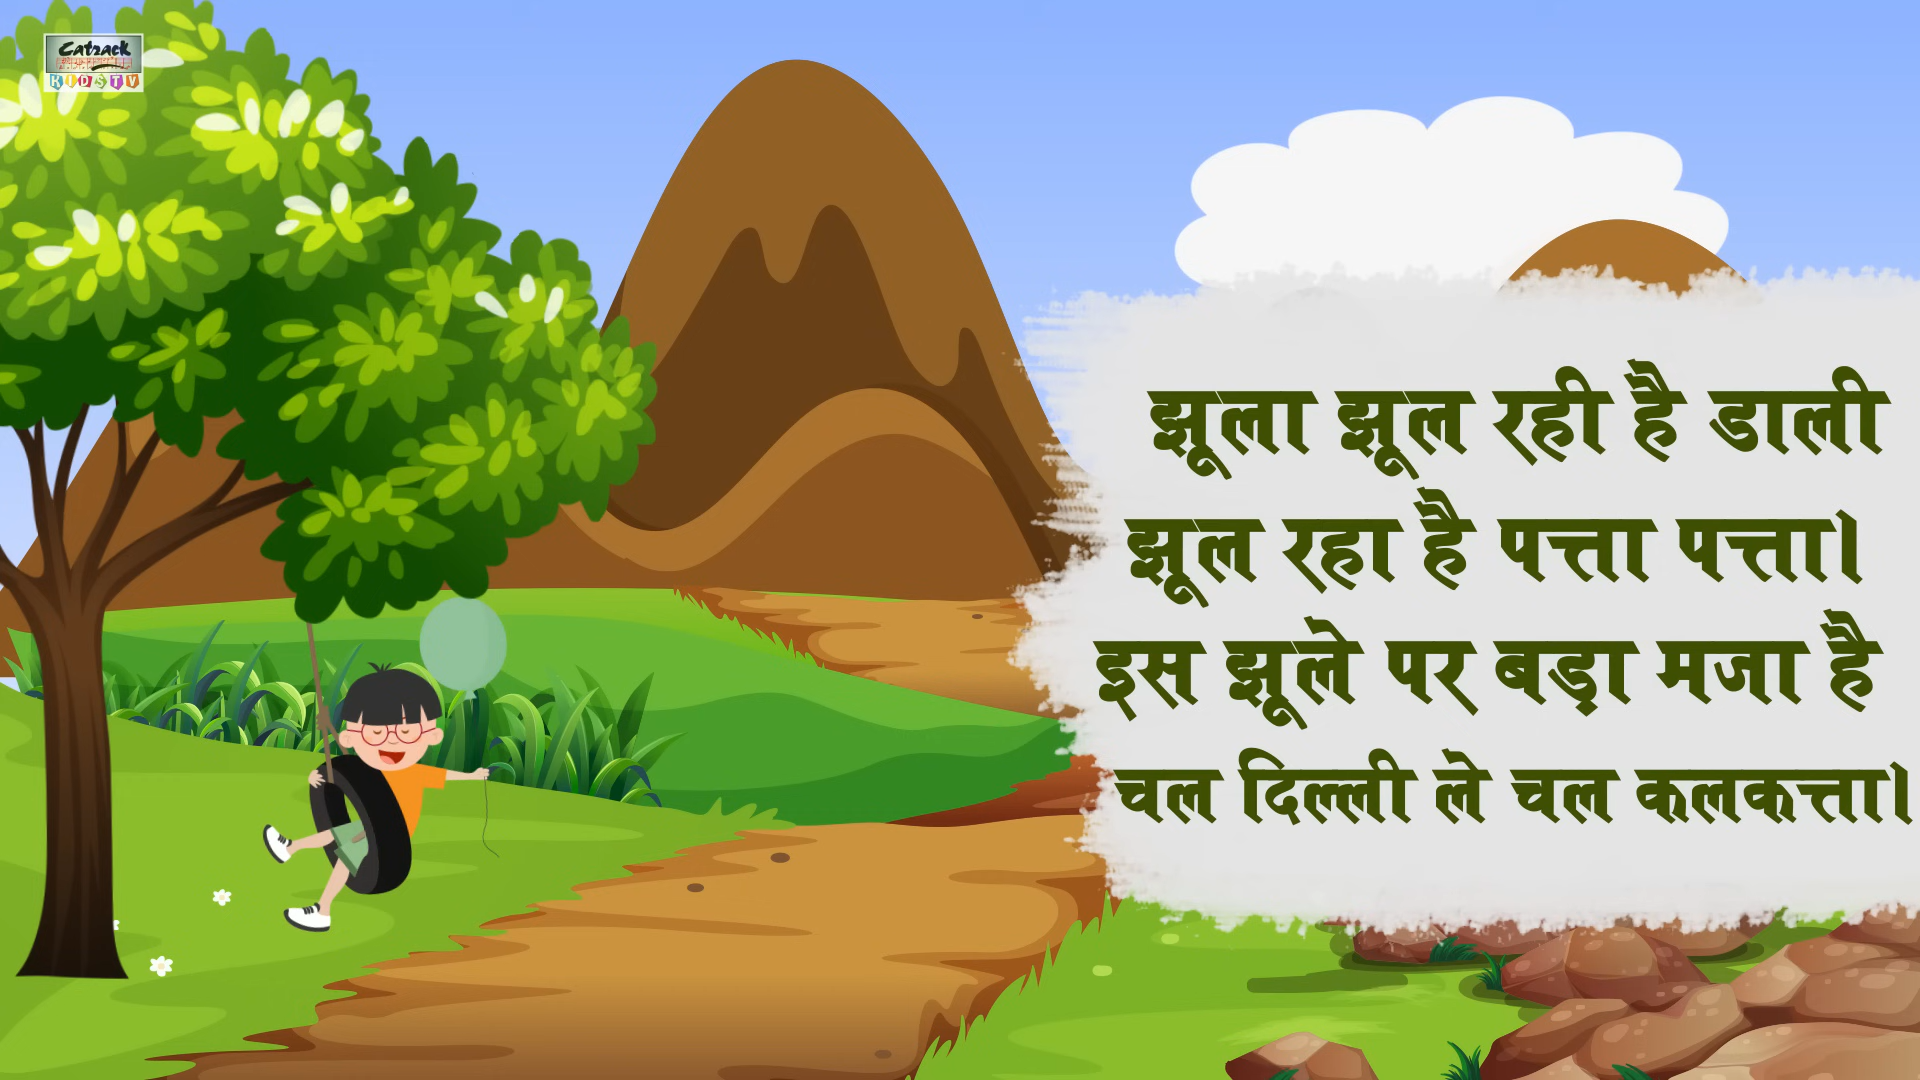 Catrack
KIDS TV
झूला झूल रही है डाली
झूल रहा है पत्ता पत्ता।
इस झूले पर बड़ा मजा है
चल दिल्ली ले चल कलकत्ता।